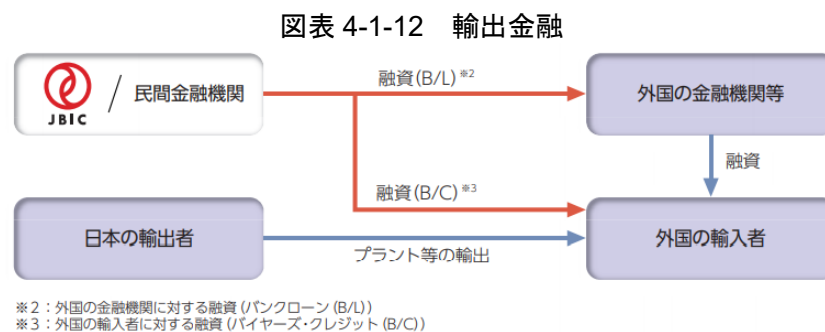 図表 4-1-12 輸出金融
JBIC
/ 民間金融機関
融資(B/L)※2
外国の金融機関等
融資
融資(B/C)※3
日本の輸出者
プラント等の輸出
外国の輸入者
※2：外国の金融機関に対する融資(バンクローン(B/L))
※3：外国の輸入者に対する融資(バイヤーズ・クレジット(B/C))